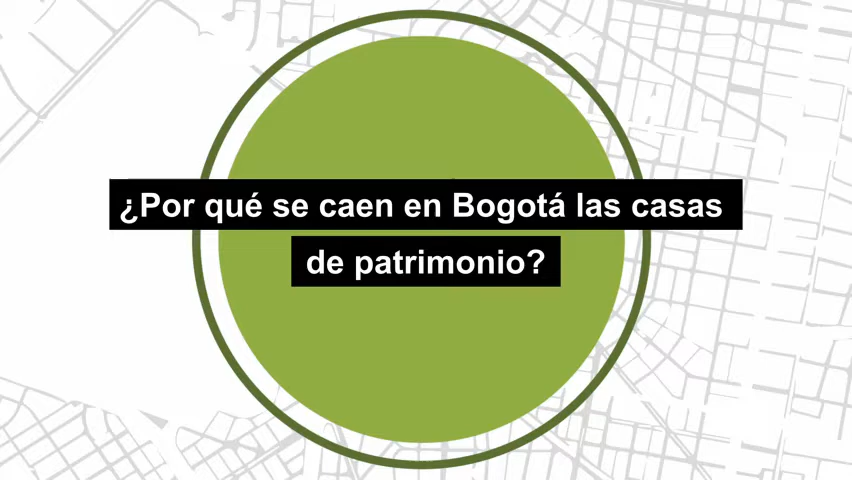 ¿Por qué se caen en Bogotá las casas
de patrimonio?